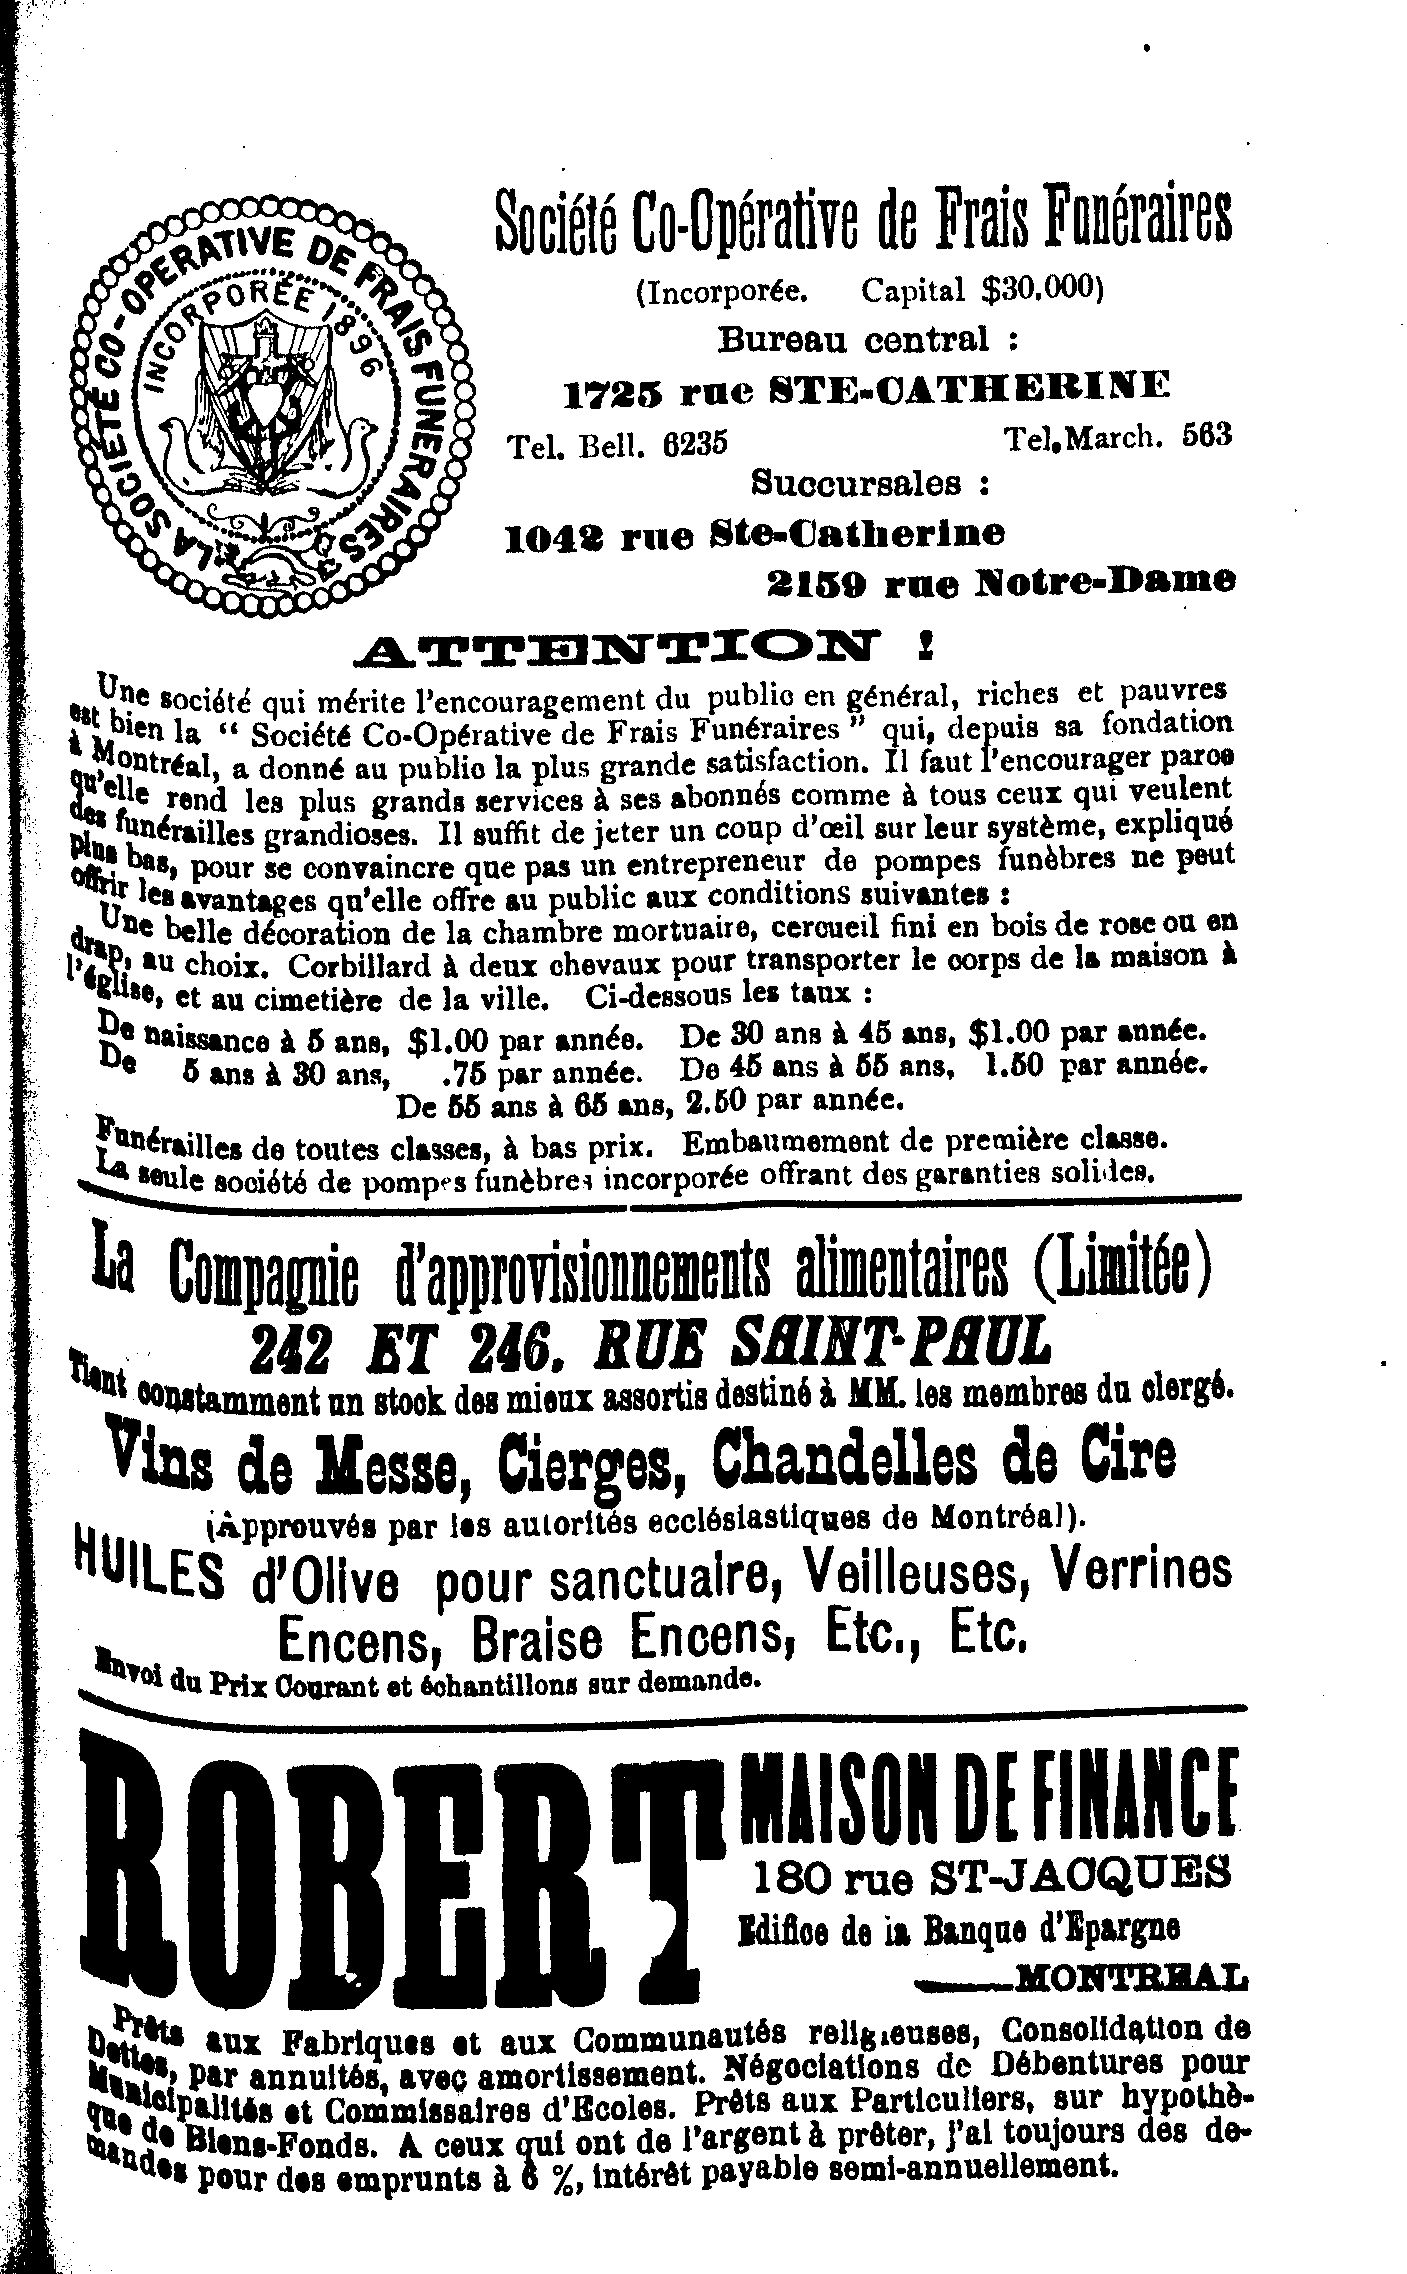 LA SOCIETE CO-OPERATIVE DE FRAIS FUNERAIRES
INCORPORÉE 1896
Société Co-Opérative de Frais Funéraires
(Incorporée. Capital $30.000)
Bureau central :
1725 rue STE-CATHERINE
Tel. Bell. 6235 Tel. March. 563
Succursales :
1042 rue Ste-Catherine
2159 rue Notre-Dame
ATTENTION !
Une société qui mérite l'encouragement du public en général, riches et pauvres
est bien la “ Société Co-Opérative de Frais Funéraires ” qui, depuis sa fondation
à Montréal, a donné au public la plus grande satisfaction. Il faut l'encourager parce
qu'elle rend les plus grands services à ses abonnés comme à tous ceux qui veulent
des funérailles grandioses. Il suffit de jeter un coup d'œil sur leur système, expliqué
plus bas, pour se convaincre que pas un entrepreneur de pompes funèbres ne peut
offrir les avantages qu'elle offre au public aux conditions suivantes :
Une belle décoration de la chambre mortuaire, cercueil fini en bois de rose ou en
drap, au choix. Corbillard à deux chevaux pour transporter le corps de la maison à
l'église, et au cimetière de la ville. Ci-dessous les taux :
De naissance à 5 ans, $1.00 par année. De 30 ans à 45 ans, $1.00 par année.
De 5 ans à 30 ans, .75 par année. De 45 ans à 55 ans, 1.50 par année.
De 55 ans à 65 ans, 2.50 par année.
Funérailles de toutes classes, à bas prix. Embaumement de première classe.
La seule société de pompes funèbres incorporée offrant des garanties solides.
La Compagnie d'approvisionnements alimentaires (Limitée)
242 ET 246. RUE SAINT-PAUL
Tient constamment un stock des mieux assortis destiné à MM. les membres du clergé.
Vins de Messe, Cierges, Chandelles de Cire
(Approuvés par les autorités ecclésiastiques de Montréal).
HUILES d'Olive pour sanctuaire, Veilleuses, Verrines
Encens, Braise Encens, Etc., Etc.
Envoi du Prix Courant et échantillons sur demande.
ROBERT MAISON DE FINANCE
180 rue ST-JACQUES
Edifice de la Banque d'Epargne
MONTREAL
Prêts aux Fabriques et aux Communautés religieuses, Consolidation de
Dettes, par annuités, avec amortissement. Négociations de Débentures pour
Municipalités et Commissaires d'Ecoles. Prêts aux Particuliers, sur hypothè-
que de Biens-Fonds. A ceux qui ont de l'argent à prêter, j'ai toujours des de-
mandes pour des emprunts à 6 %, intérêt payable semi-annuellement.